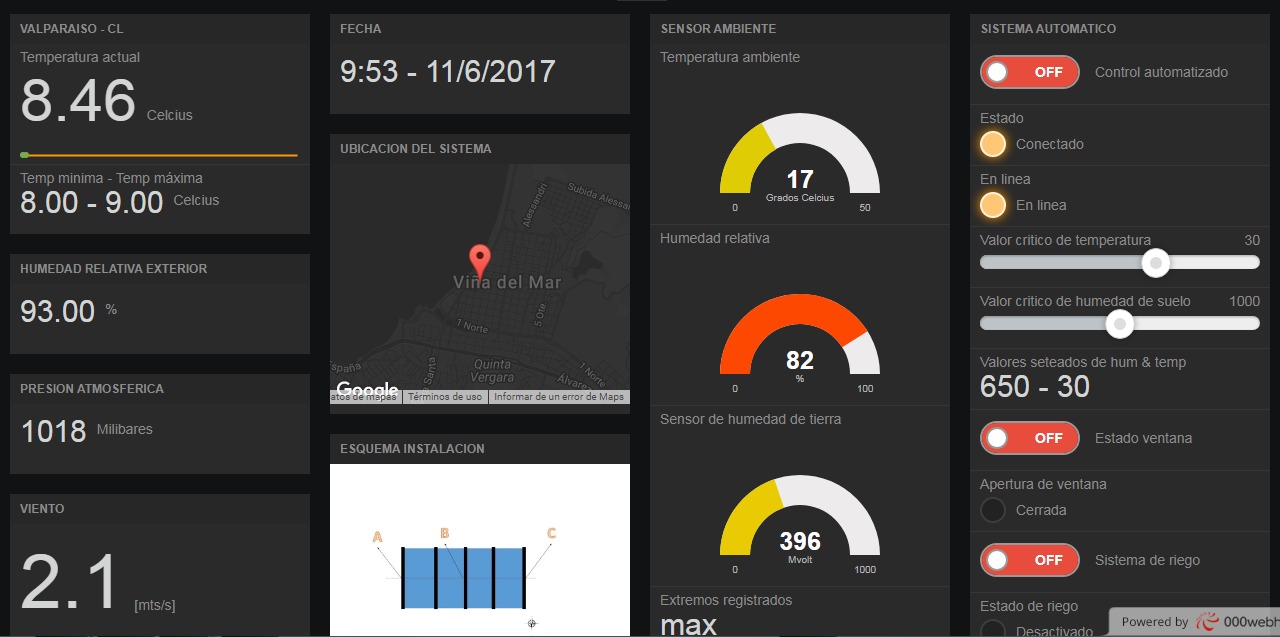 VALPARAISO - CL
Temperatura actual
8.46 Celcius
Temp minima - Temp máxima
8.00 - 9.00 Celcius
HUMEDAD RELATIVA EXTERIOR
93.00 %
PRESION ATMOSFERICA
1018 Milibares
VIENTO
2.1 [mts/s]
FECHA
9:53 - 11/6/2017
UBICACION DEL SISTEMA
Alessandri
Subida Alessan
Viña del Mar
1 Norte
5 Ote
España
Santa
Quinta
Vergara
Álvarez
1 Norte
Google
atos de mapas
Términos de uso
Informar de un error de Maps
ESQUEMA INSTALACION
A
B
C
SENSOR AMBIENTE
Temperatura ambiente
17
Grados Celcius
0
50
Humedad relativa
82
%
0
100
Sensor de humedad de tierra
396
Mvolt
0
1000
Extremos registrados
max
SISTEMA AUTOMATICO
OFF Control automatizado
Estado
Conectado
En linea
En linea
Valor critico de temperatura 30
Valor critico de humedad de suelo 1000
Valores seteados de hum & temp
650 - 30
OFF Estado ventana
Apertura de ventana
Cerrada
OFF Sistema de riego
Estado de riego
Desactivado
Powered by 000webh